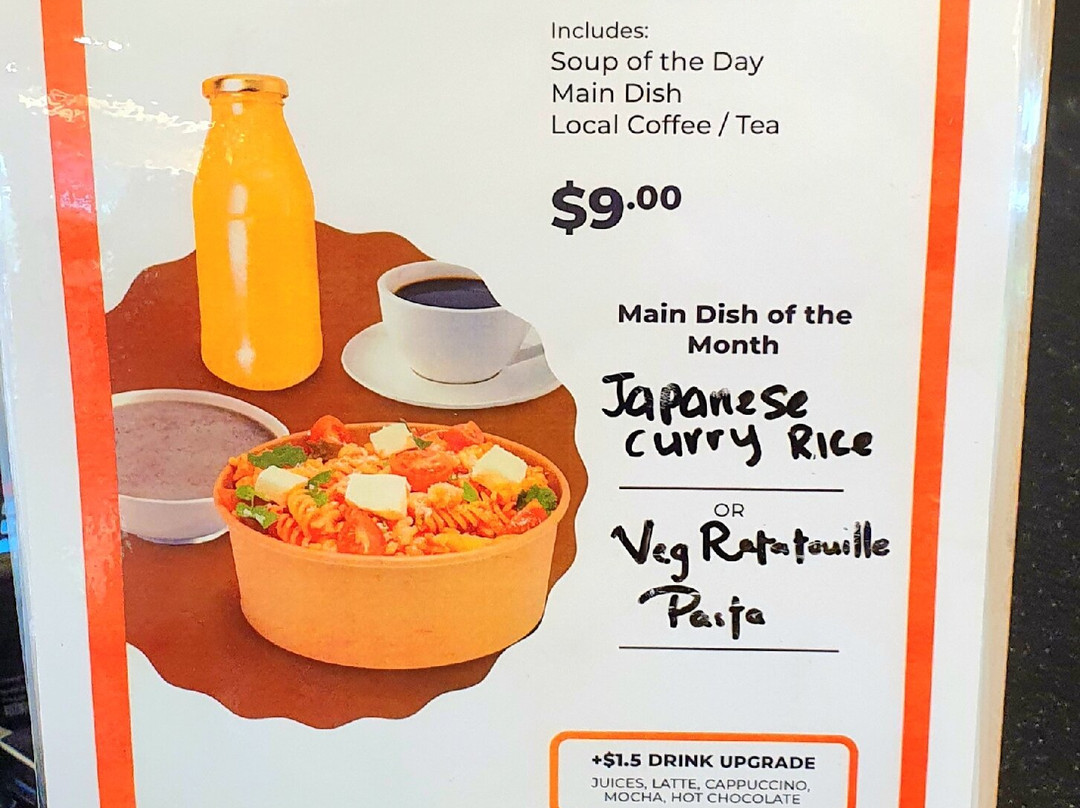 Includes:
Soup of the Day
Main Dish
Local Coffee / Tea
$9.00
Main Dish of the
Month
Japanese
curry Rice
OR
Veg Ratatouille
Pasta
+$1.5 DRINK UPGRADE
JUICES, LATTE, CAPPUCCINO,
MOCHA, HOT CHOCOLATE